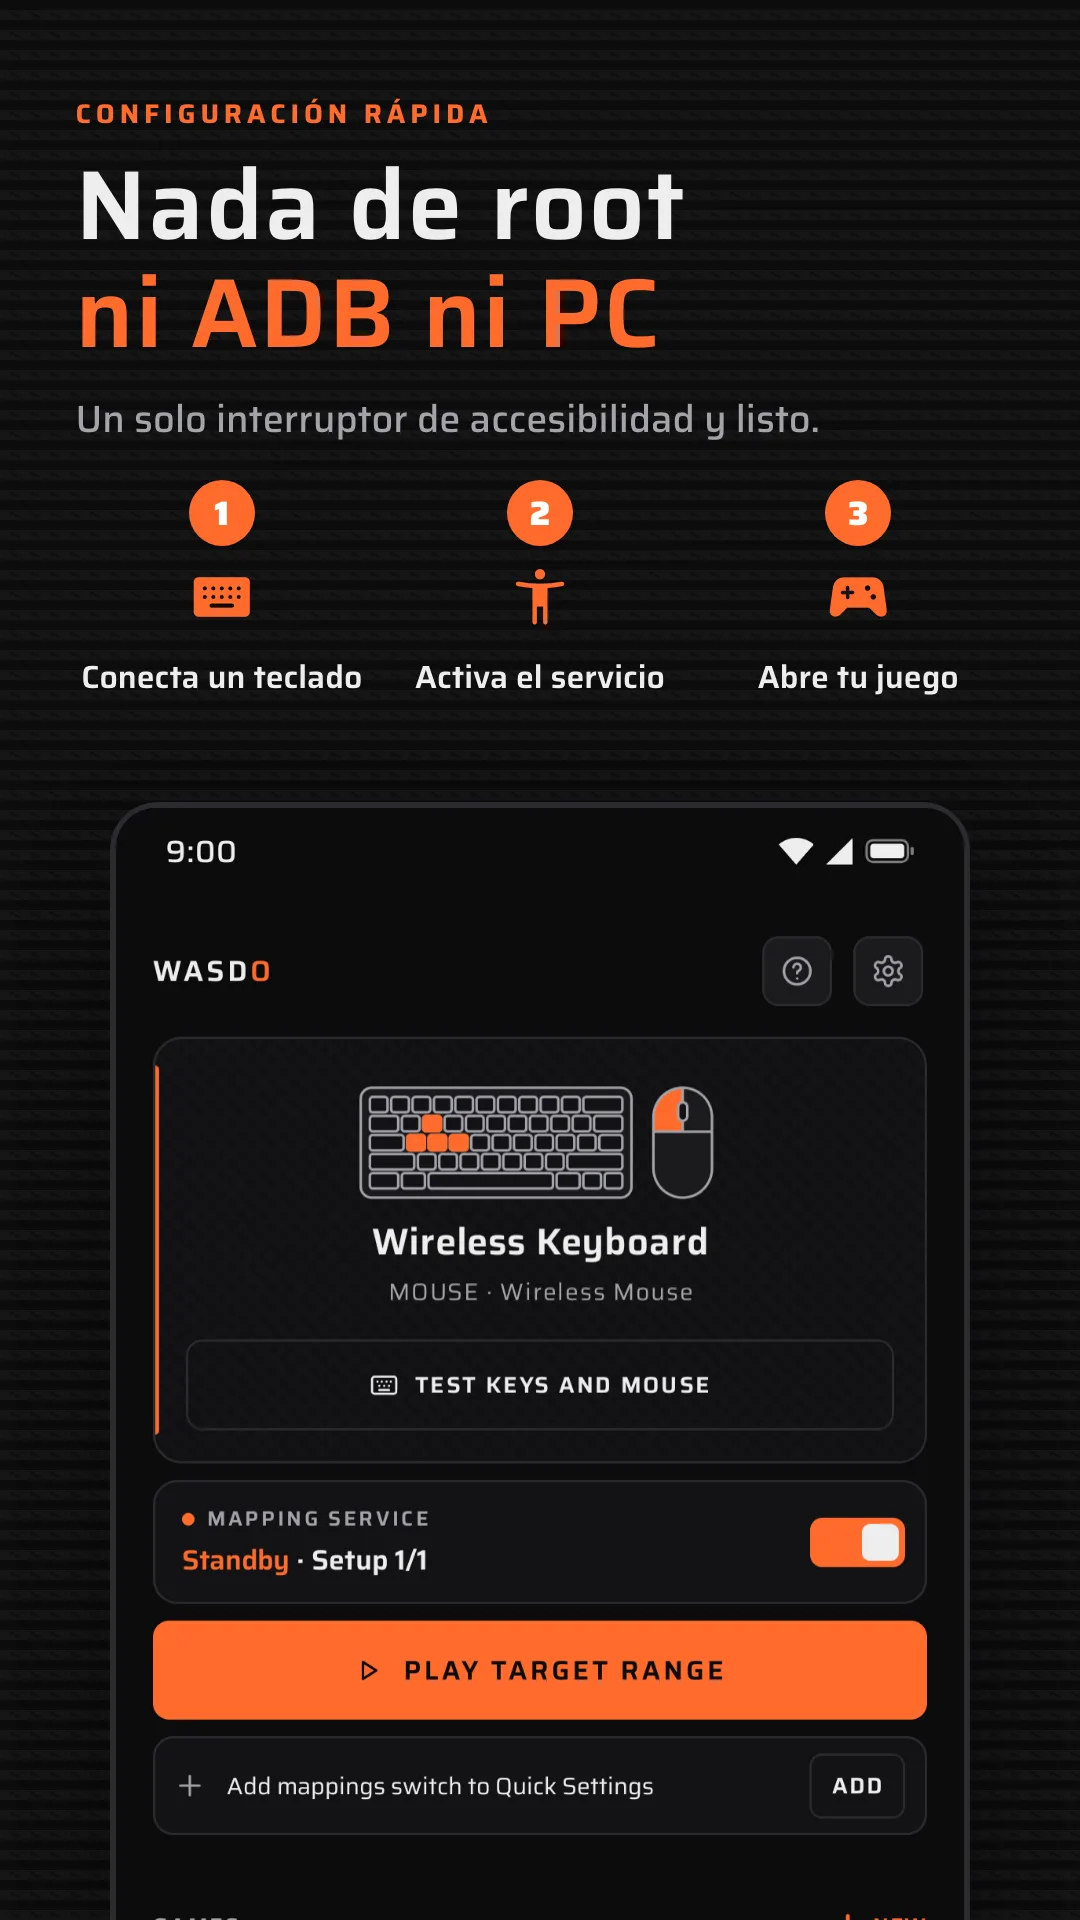 CONFIGURACIÓN RÁPIDA
Nada de root
ni ADB ni PC
Un solo interruptor de accesibilidad y listo.
1
2
3
Conecta un teclado
Activa el servicio
Abre tu juego
9:00
WASDO
Wireless Keyboard
MOUSE · Wireless Mouse
TEST KEYS AND MOUSE
MAPPING SERVICE
Standby · Setup 1/1
PLAY TARGET RANGE
Add mappings switch to Quick Settings
ADD